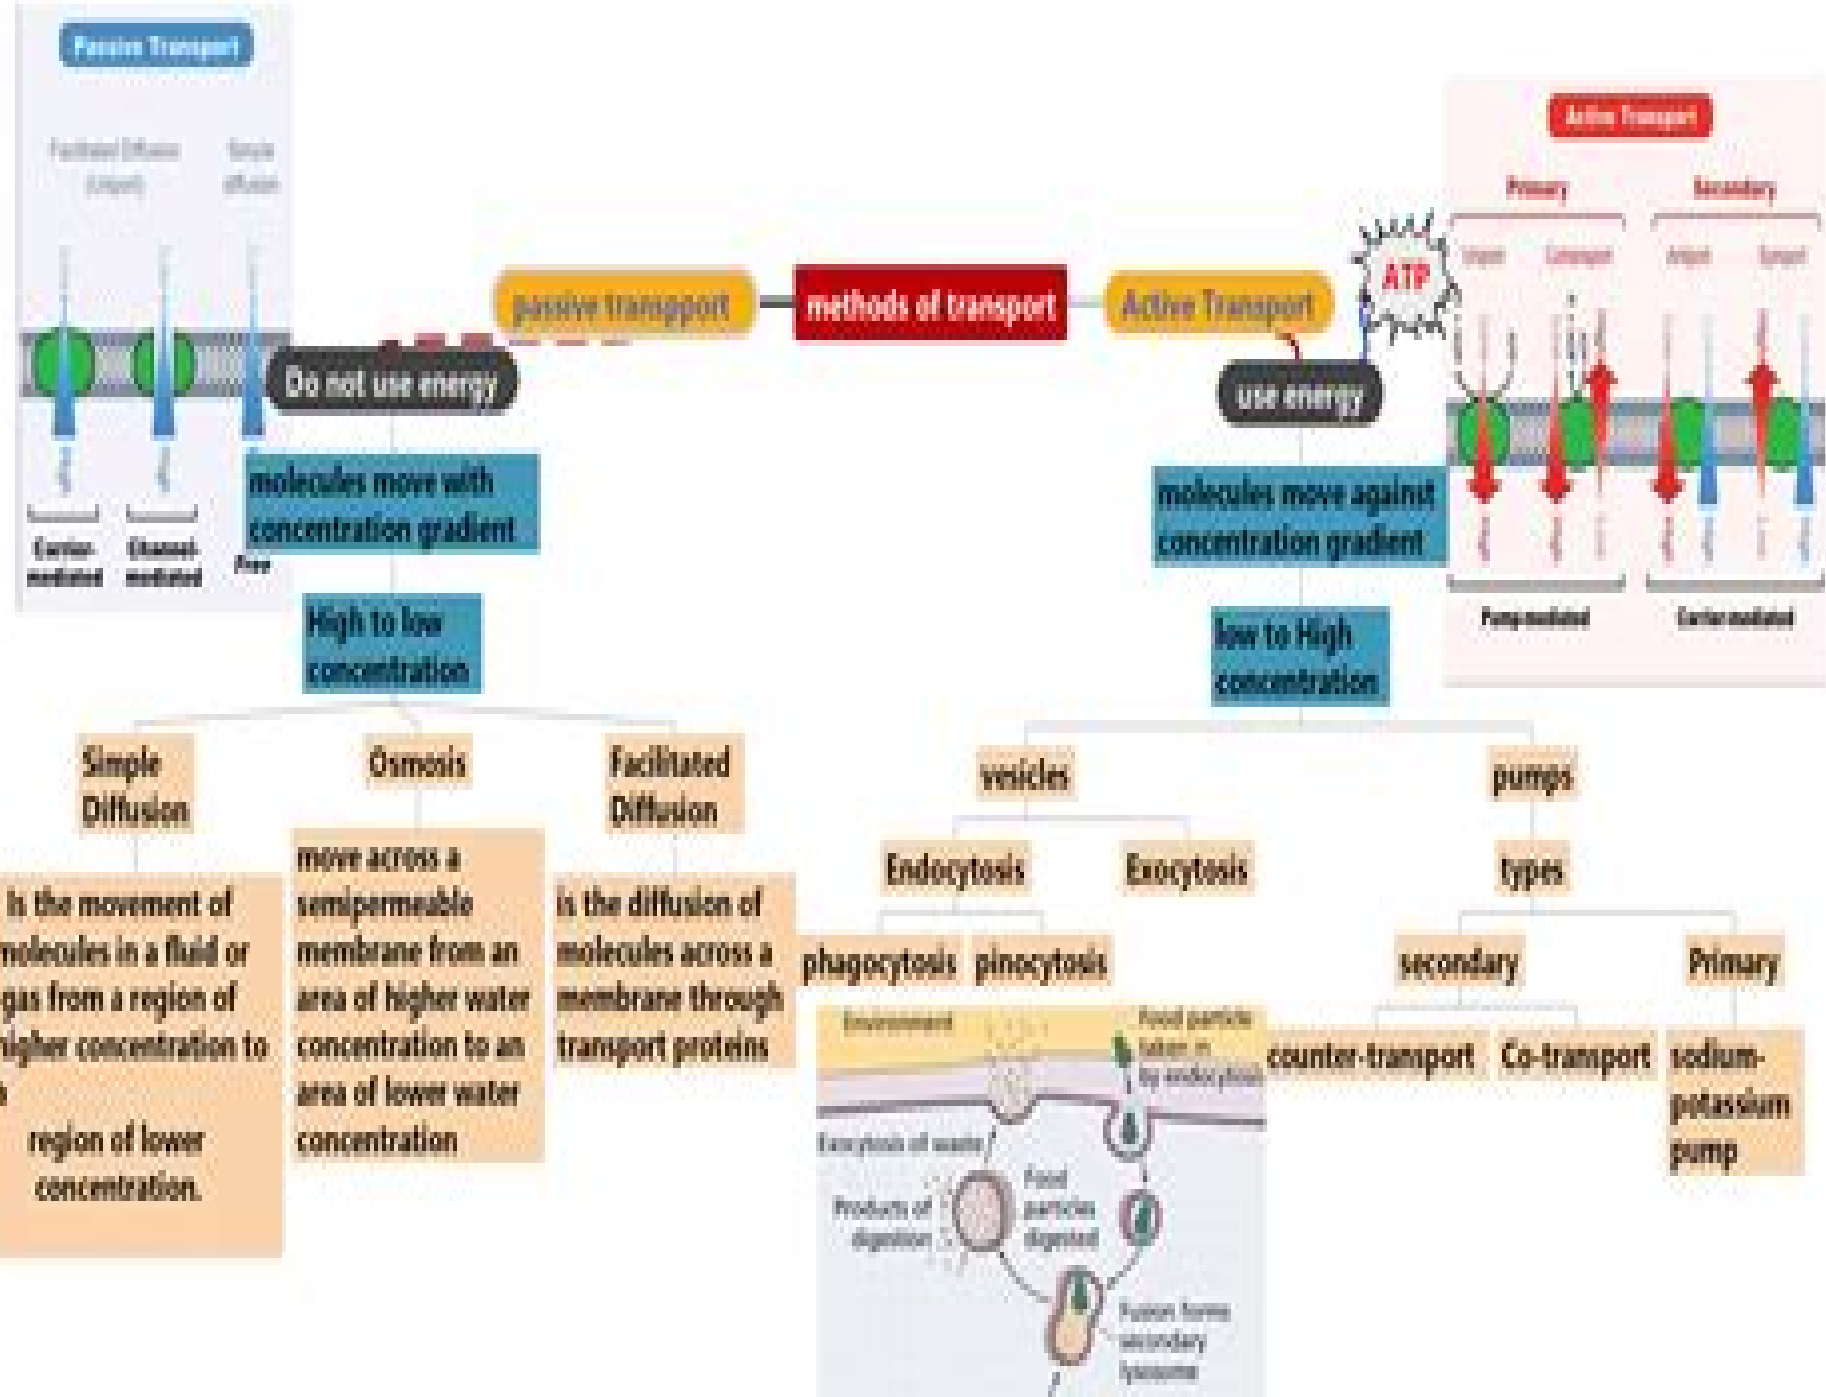 Passive Transport
Facilitated Diffusion
(Uniport)
Simple
diffusion
Carrier-
mediated
Channel-
mediated
Free
passive transpport
methods of transport
Active Transport
Do not use energy
molecules move with
concentration gradient
High to low
concentration
Simple
Diffusion
is the movement of
molecules in a fluid or
gas from a region of
higher concentration to
region of lower
concentration.
Osmosis
move across a
semipermeable
membrane from an
area of higher water
concentration to an
area of lower water
concentration
Facilitated
Diffusion
is the diffusion of
molecules across a
membrane through
transport proteins
use energy
ATP
molecules move against
concentration gradient
low to High
concentration
vesicles
Endocytosis
Exocytosis
phagocytosis
pinocytosis
pumps
types
secondary
Primary
counter-transport
Co-transport
sodium-
potassium
pump
Active Transport
Primary
Secondary
Uniport
Antiport
Symport
Pump-mediated
Carrier-mediated
Environment
Food particle
taken in
by endocytosis
Exocytosis of waste
Food
particles
digested
Products of
digestion
Fusion forms
secondary
lysosome